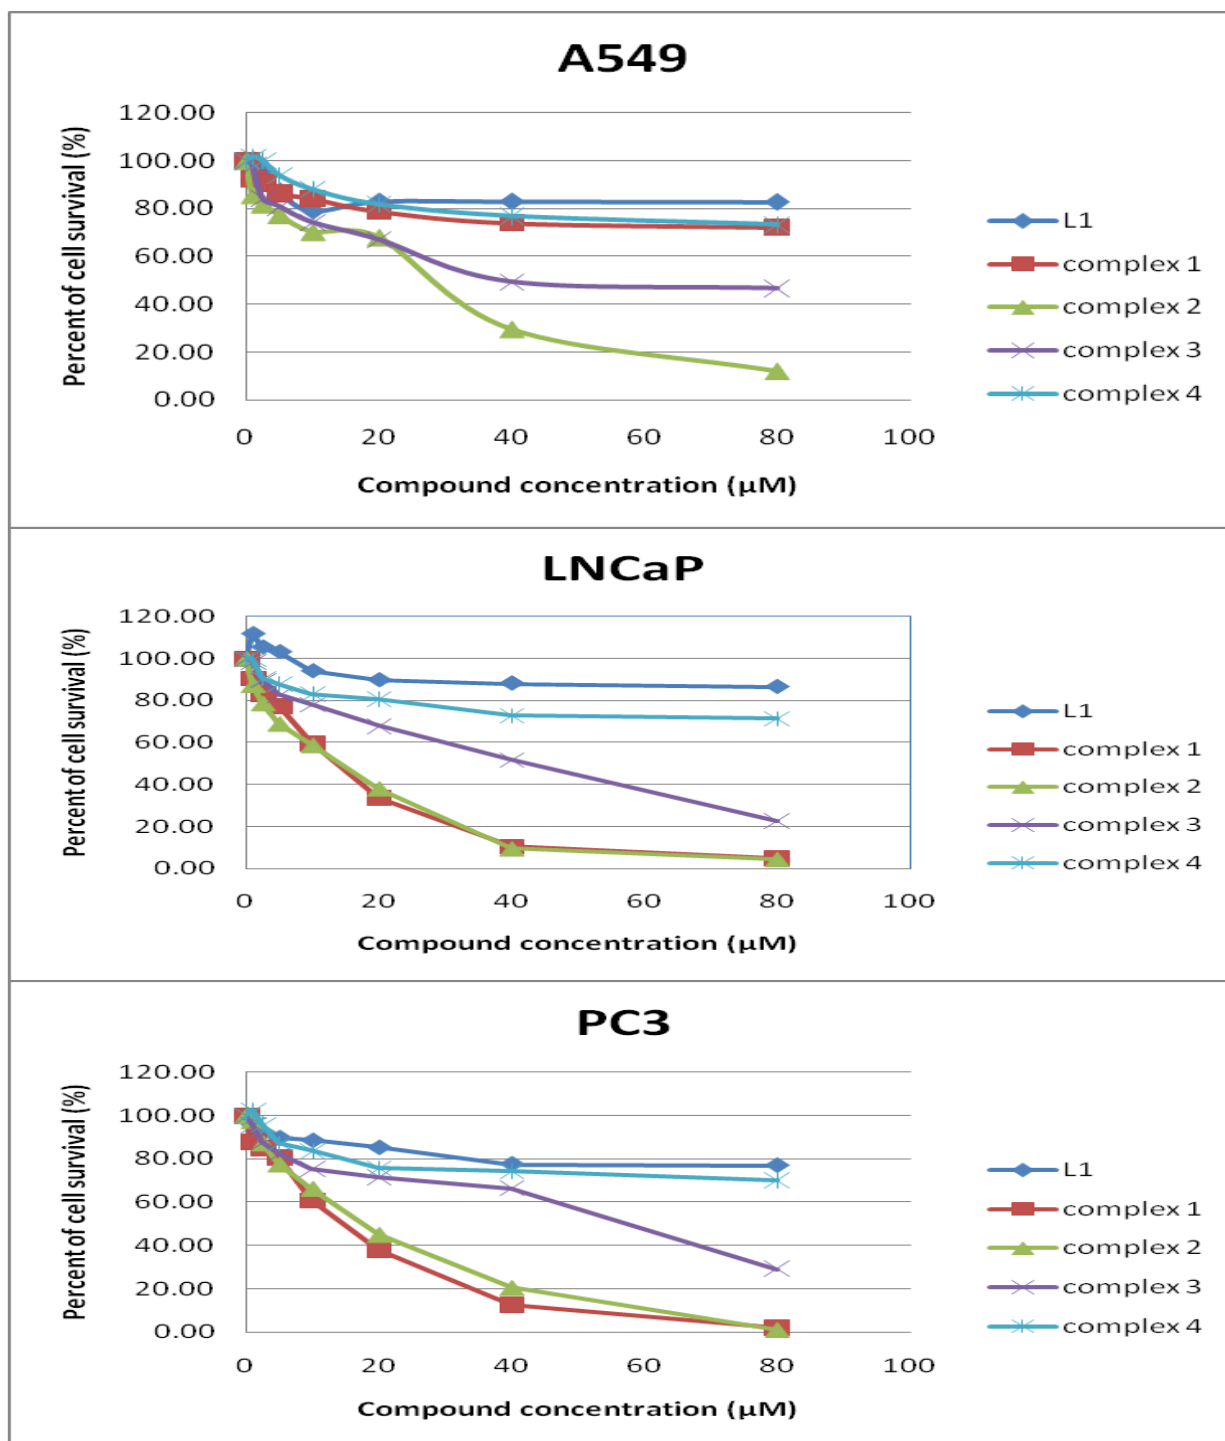 A549
Percent of cell survival (%)
120.00
100.00
80.00
60.00
40.00
20.00
0.00
0 20 40 60 80 100
Compound concentration (µM)
L1
complex 1
complex 2
complex 3
complex 4
LNCaP
Percent of cell survival (%)
120.00
100.00
80.00
60.00
40.00
20.00
0.00
0 20 40 60 80 100
Compound concentration (µM)
L1
complex 1
complex 2
complex 3
complex 4
PC3
Percent of cell survival (%)
120.00
100.00
80.00
60.00
40.00
20.00
0.00
0 20 40 60 80 100
Compound concentration (µM)
L1
complex 1
complex 2
complex 3
complex 4